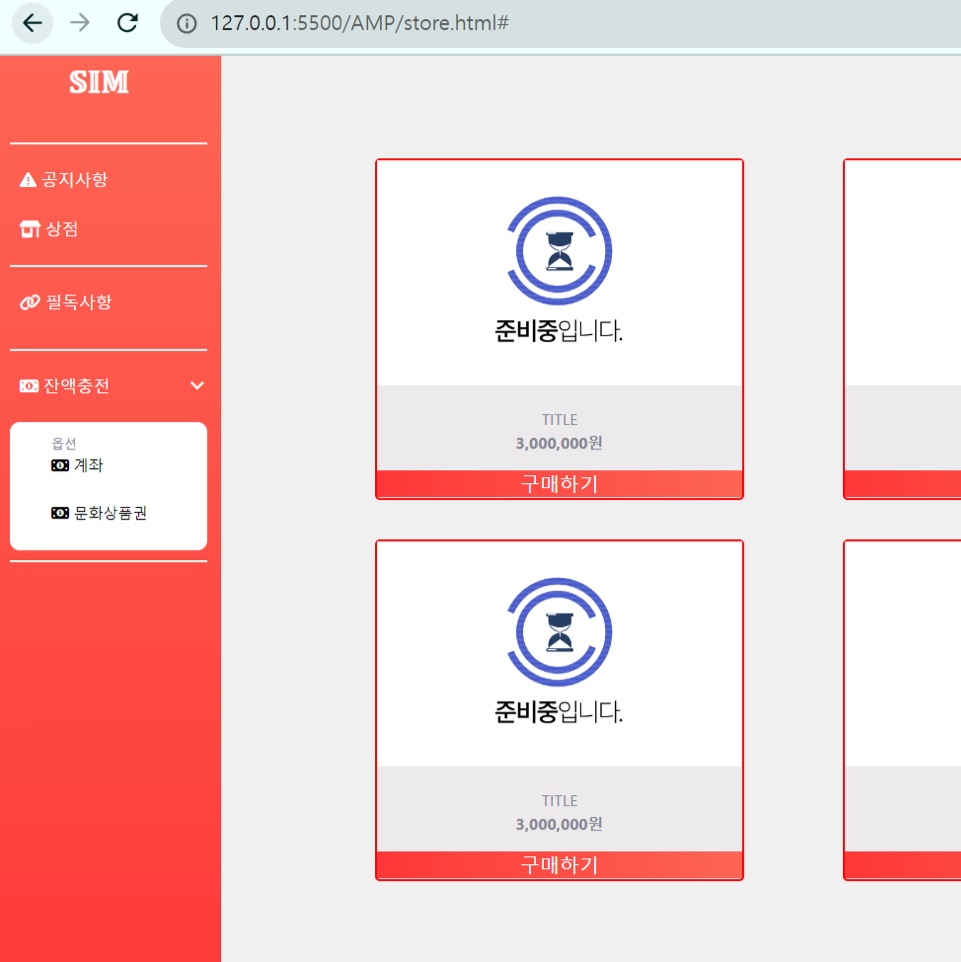 127.0.0.1:5500/AMP/store.html#
SIM
공지사항
상점
필독사항
잔액충전
옵션
계좌
문화상품권
준비중입니다.
TITLE
3,000,000원
구매하기
준비중입니다.
TITLE
3,000,000원
구매하기